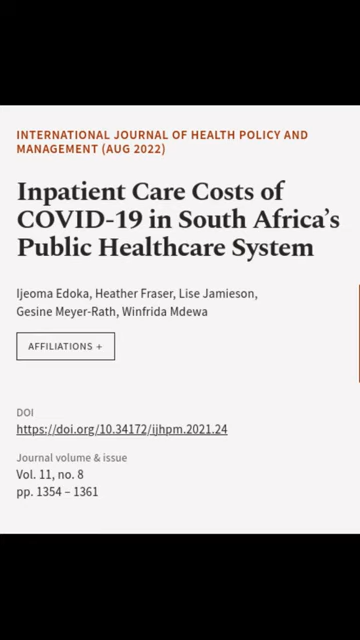 INTERNATIONAL JOURNAL OF HEALTH POLICY AND
MANAGEMENT (AUG 2022)
Inpatient Care Costs of
COVID-19 in South Africa’s
Public Healthcare System
Ijeoma Edoka, Heather Fraser, Lise Jamieson,
Gesine Meyer-Rath, Winfrida Mdewa
AFFILIATIONS +
DOI
https://doi.org/10.34172/ijhpm.2021.24
Journal volume & issue
Vol. 11, no. 8
pp. 1354 – 1361